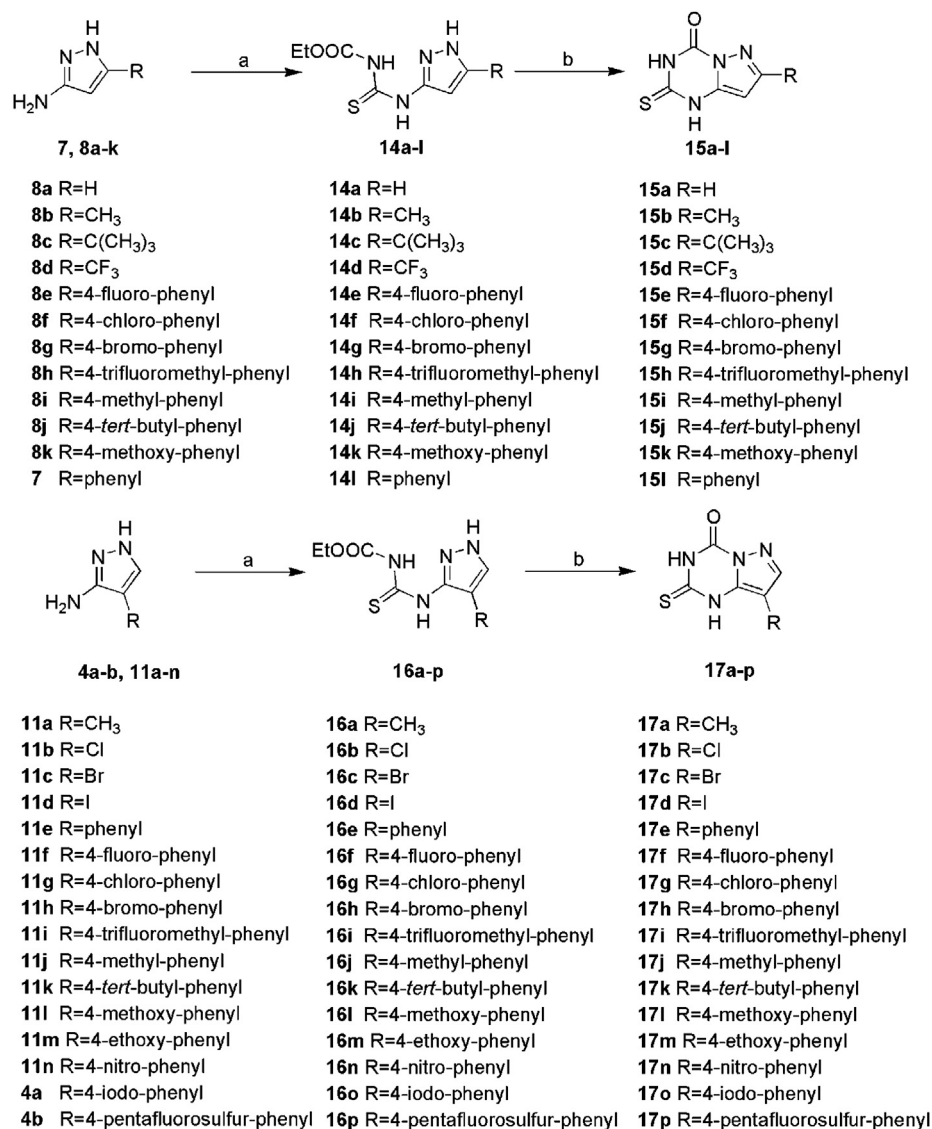 H
N
N
R
H₂N
a
EtOOC
NH
S
N
H
N
H
N
R
b
O
HN
N
N
S
N
H
R
7, 8a-k 14a-l 15a-l
8a R=H 14a R=H 15a R=H
8b R=CH₃ 14b R=CH₃ 15b R=CH₃
8c R=C(CH₃)₃ 14c R=C(CH₃)₃ 15c R=C(CH₃)₃
8d R=CF₃ 14d R=CF₃ 15d R=CF₃
8e R=4-fluoro-phenyl 14e R=4-fluoro-phenyl 15e R=4-fluoro-phenyl
8f R=4-chloro-phenyl 14f R=4-chloro-phenyl 15f R=4-chloro-phenyl
8g R=4-bromo-phenyl 14g R=4-bromo-phenyl 15g R=4-bromo-phenyl
8h R=4-trifluoromethyl-phenyl 14h R=4-trifluoromethyl-phenyl 15h R=4-trifluoromethyl-phenyl
8i R=4-methyl-phenyl 14i R=4-methyl-phenyl 15i R=4-methyl-phenyl
8j R=4-tert-butyl-phenyl 14j R=4-tert-butyl-phenyl 15j R=4-tert-butyl-phenyl
8k R=4-methoxy-phenyl 14k R=4-methoxy-phenyl 15k R=4-methoxy-phenyl
7 R=phenyl 14l R=phenyl 15l R=phenyl
H
N
N
H₂N
R
a
EtOOC
NH
S
N
H
N
H
N
R
b
O
HN
N
N
S
N
H
R
4a-b, 11a-n 16a-p 17a-p
11a R=CH₃ 16a R=CH₃ 17a R=CH₃
11b R=Cl 16b R=Cl 17b R=Cl
11c R=Br 16c R=Br 17c R=Br
11d R=I 16d R=I 17d R=I
11e R=phenyl 16e R=phenyl 17e R=phenyl
11f R=4-fluoro-phenyl 16f R=4-fluoro-phenyl 17f R=4-fluoro-phenyl
11g R=4-chloro-phenyl 16g R=4-chloro-phenyl 17g R=4-chloro-phenyl
11h R=4-bromo-phenyl 16h R=4-bromo-phenyl 17h R=4-bromo-phenyl
11i R=4-trifluoromethyl-phenyl 16i R=4-trifluoromethyl-phenyl 17i R=4-trifluoromethyl-phenyl
11j R=4-methyl-phenyl 16j R=4-methyl-phenyl 17j R=4-methyl-phenyl
11k R=4-tert-butyl-phenyl 16k R=4-tert-butyl-phenyl 17k R=4-tert-butyl-phenyl
11l R=4-methoxy-phenyl 16l R=4-methoxy-phenyl 17l R=4-methoxy-phenyl
11m R=4-ethoxy-phenyl 16m R=4-ethoxy-phenyl 17m R=4-ethoxy-phenyl
11n R=4-nitro-phenyl 16n R=4-nitro-phenyl 17n R=4-nitro-phenyl
4a R=4-iodo-phenyl 16o R=4-iodo-phenyl 17o R=4-iodo-phenyl
4b R=4-pentafluorosulfur-phenyl 16p R=4-pentafluorosulfur-phenyl 17p R=4-pentafluorosulfur-phenyl